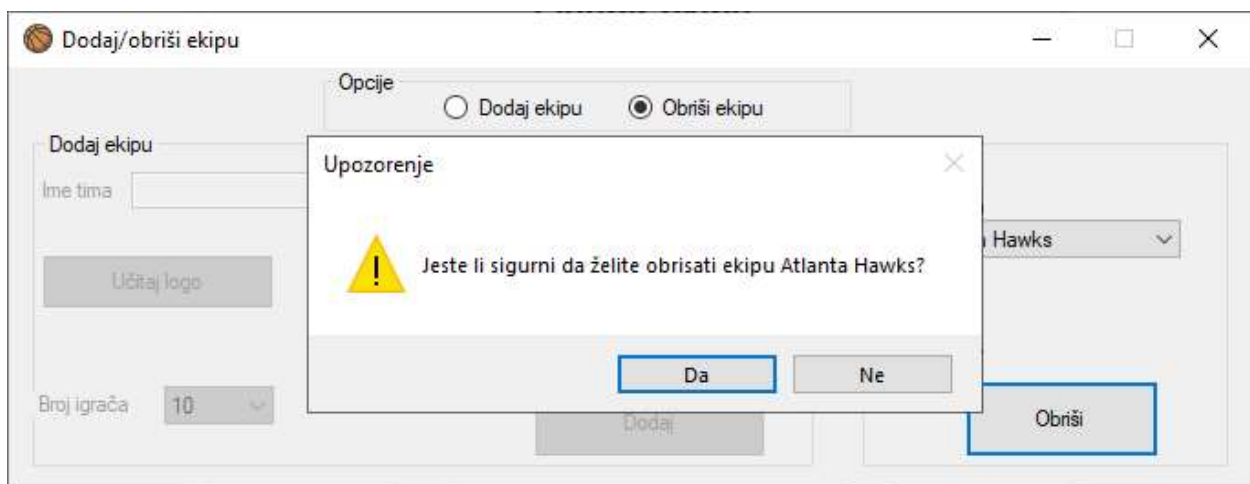 Dodaj/obriši ekipu
Opcije
Dodaj ekipu Obriši ekipu
Dodaj ekipu
Ime tima
Učitaj logo
Broj igrača 10
Dodaj
Upozorenje
Jeste li sigurni da želite obrisati ekipu Atlanta Hawks?
Da Ne
Hawks
Obriši